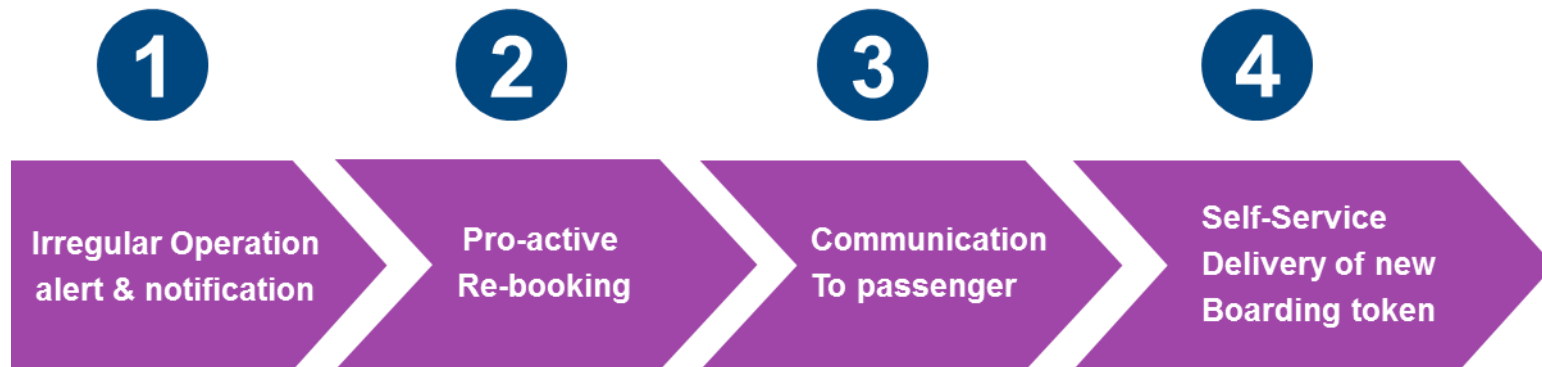 1
2
3
4
Irregular Operation
alert & notification
Pro-active
Re-booking
Communication
To passenger
Self-Service
Delivery of new
Boarding token